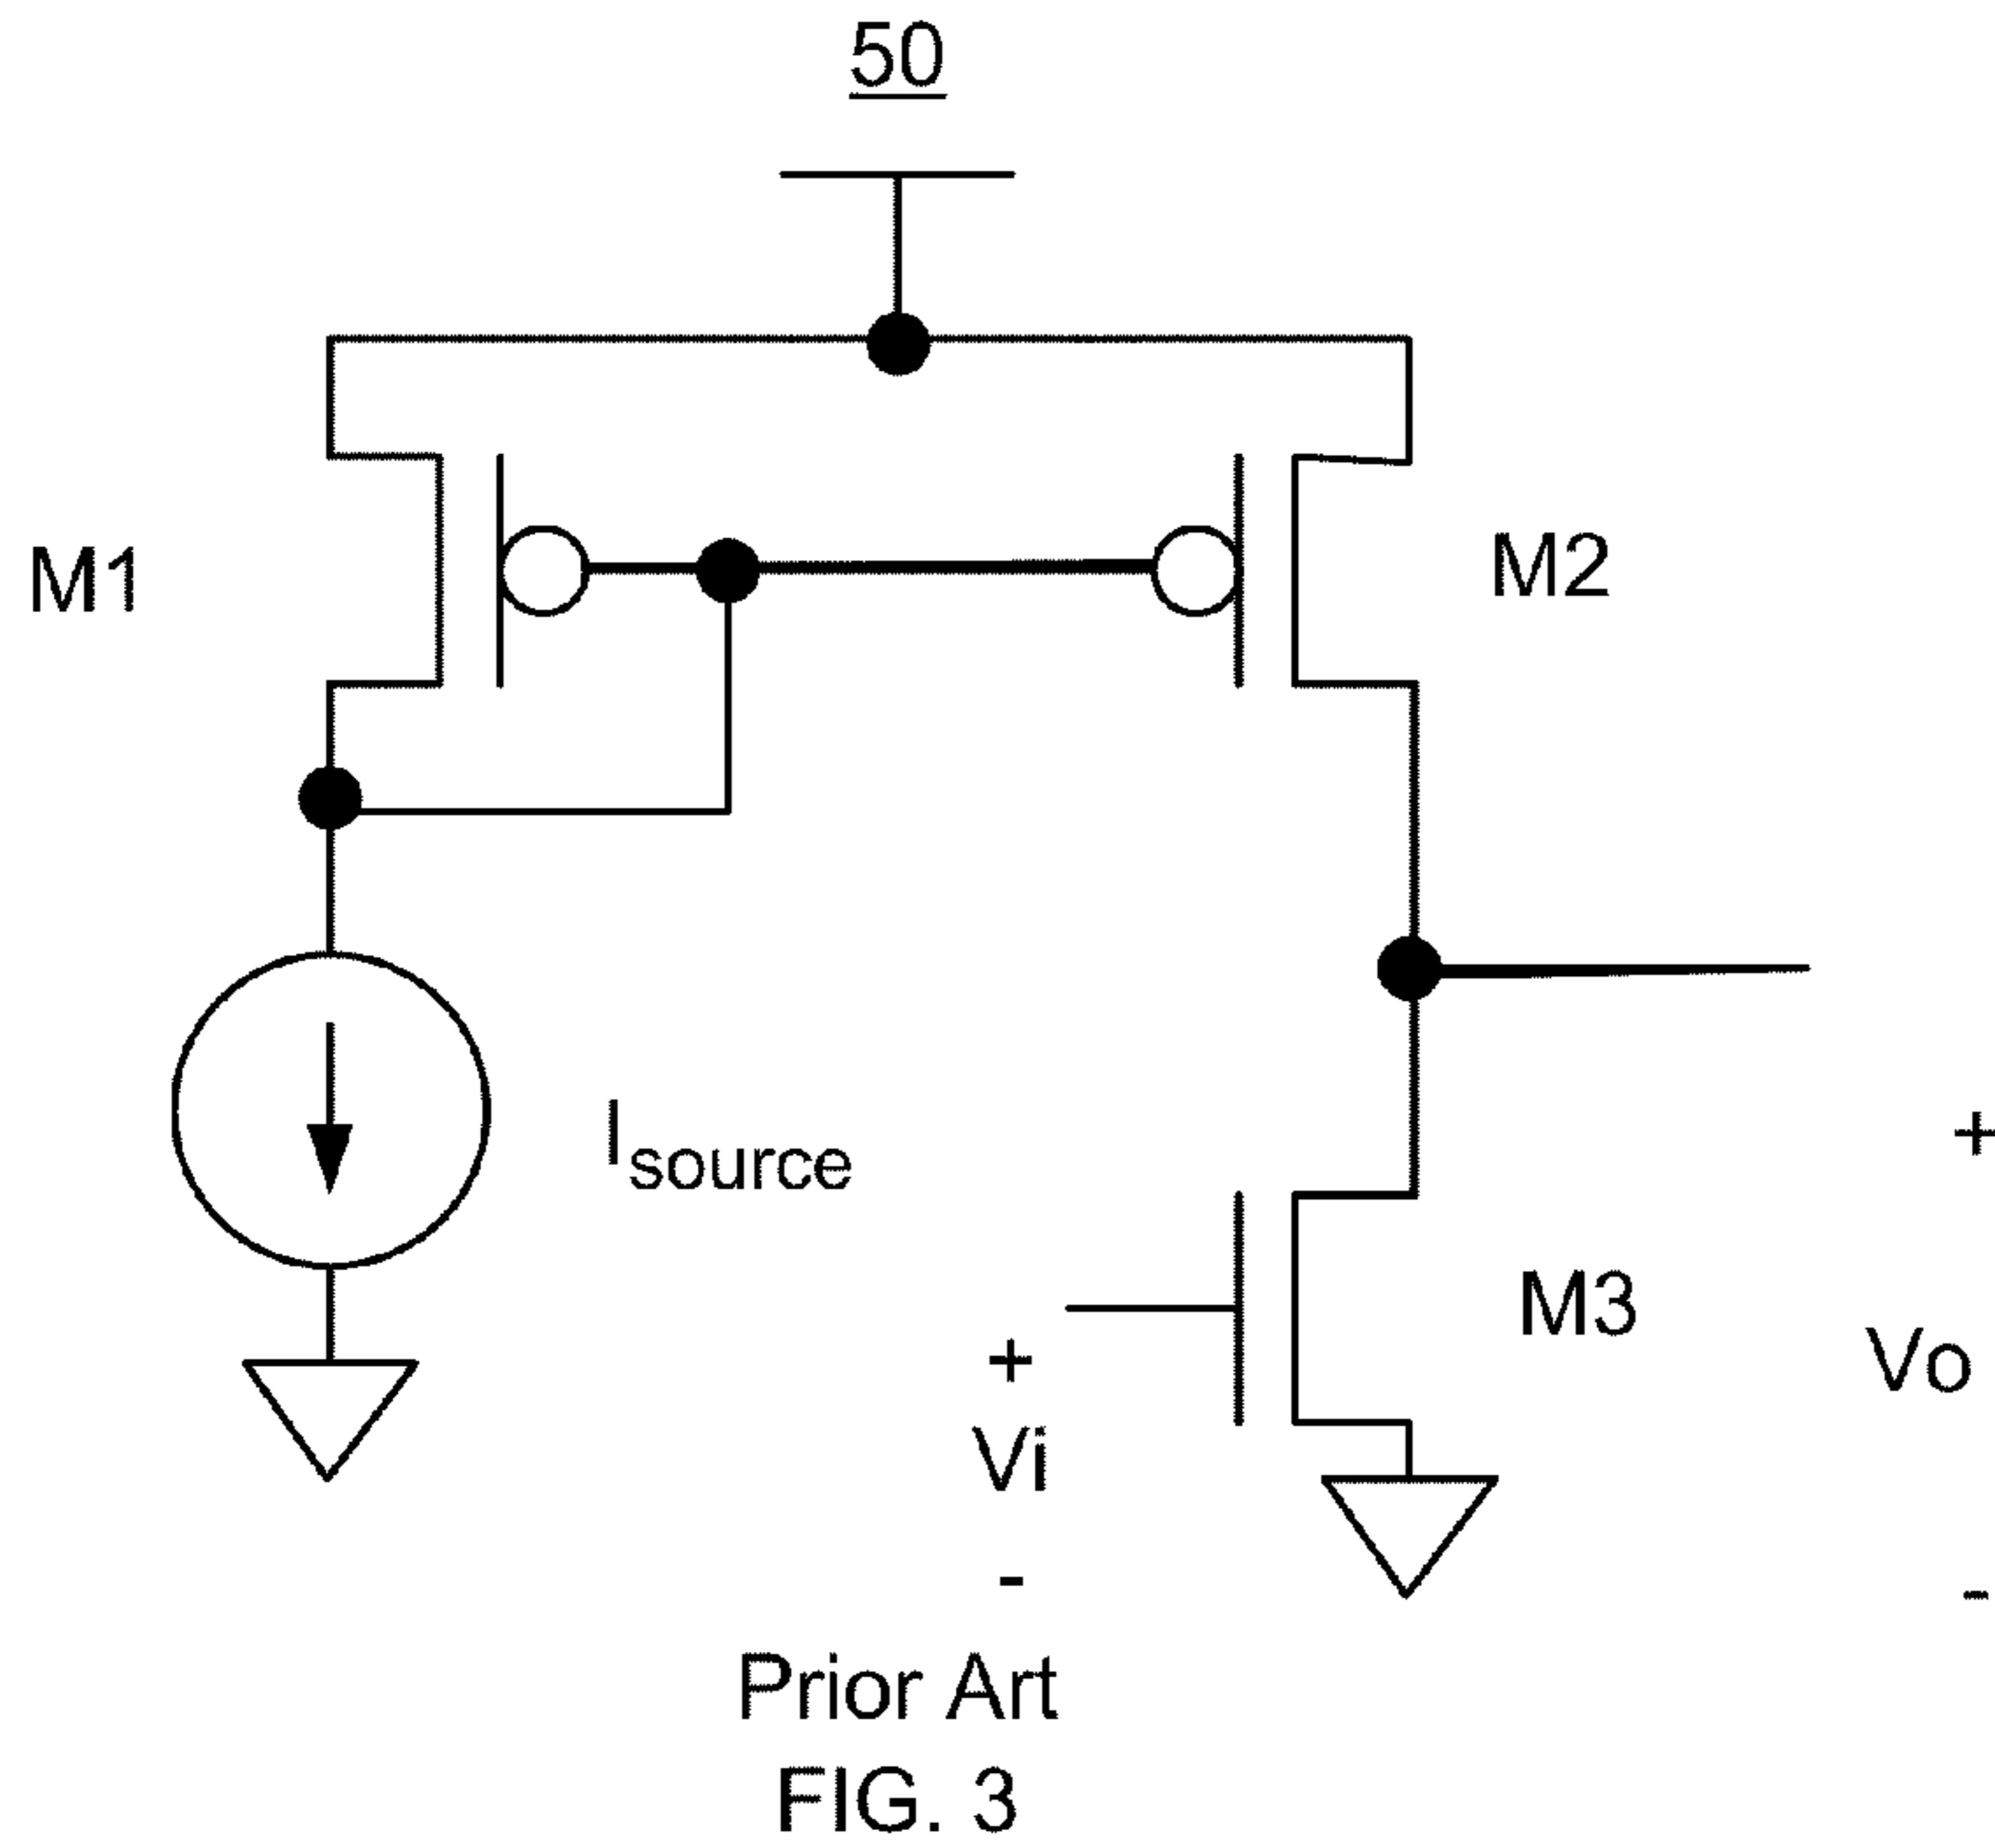 50
M1
M2
Isource
+
M3
+
Vo
Vi
-
-
Prior Art
FIG. 3